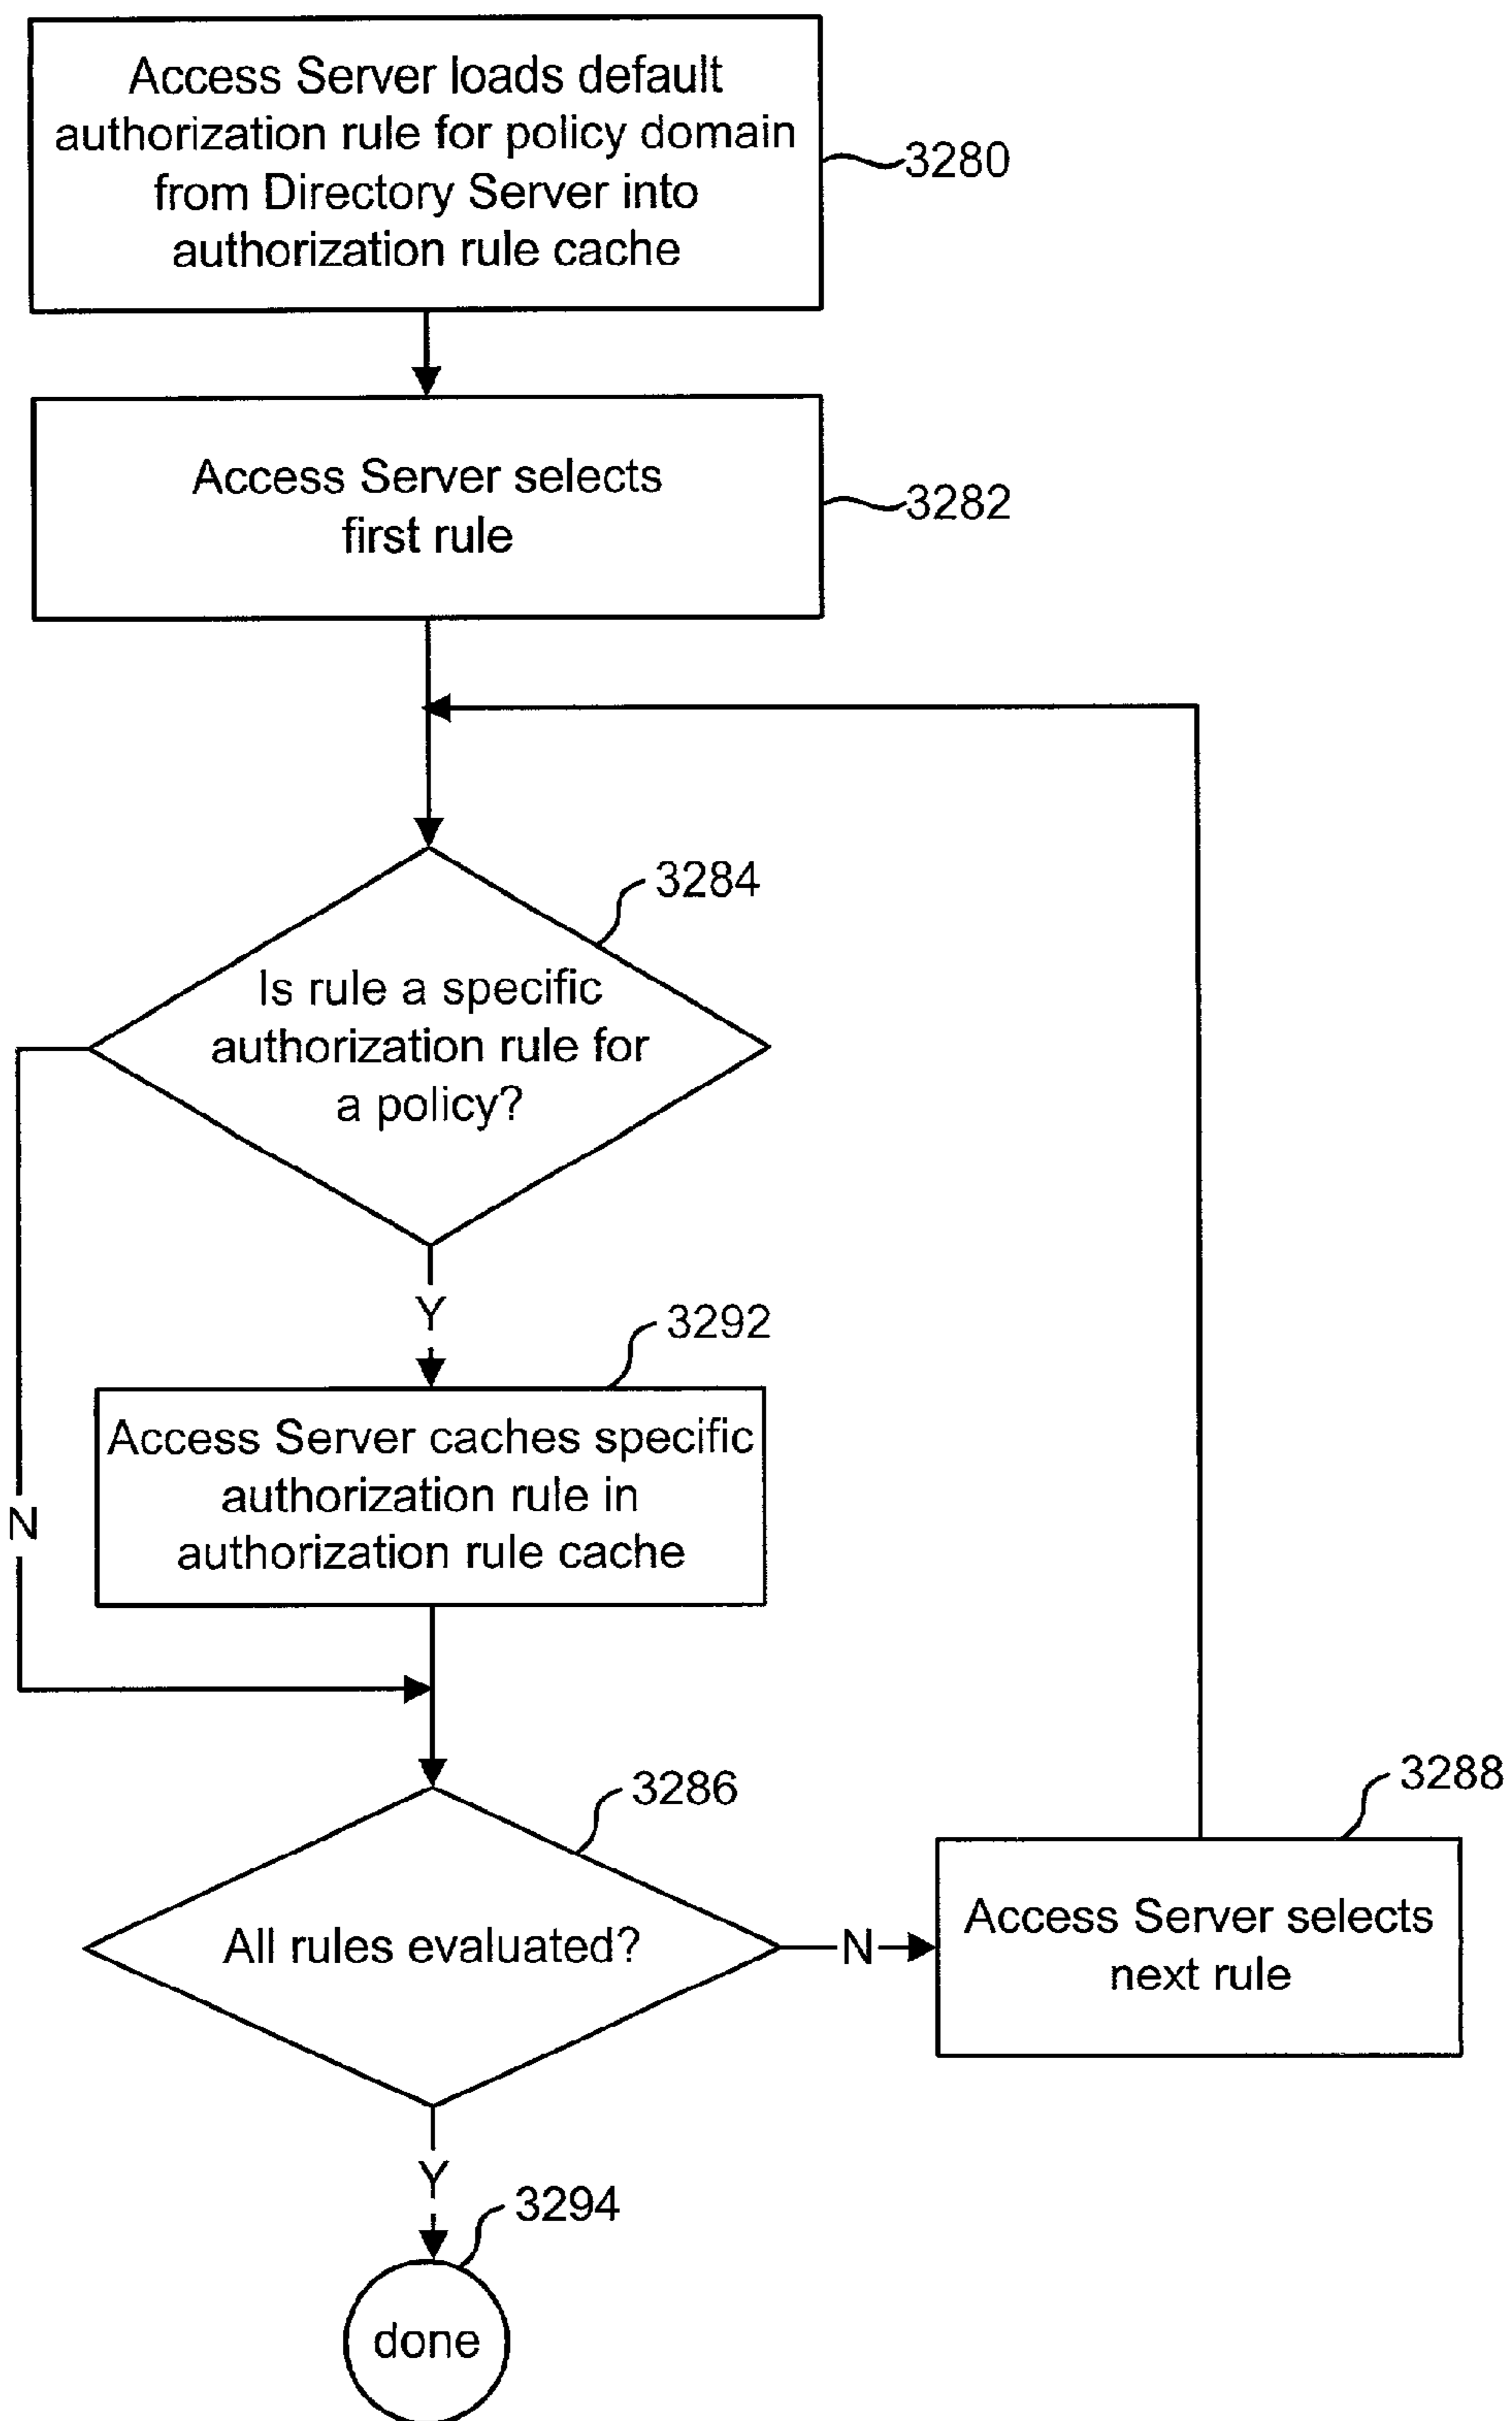 Access Server loads default
authorization rule for policy domain
from Directory Server into
authorization rule cache
3280
Access Server selects
first rule
3282
3284
Is rule a specific
authorization rule for
a policy?
Y
3292
Access Server caches specific
authorization rule in
authorization rule cache
N
3286
All rules evaluated?
N
3288
Access Server selects
next rule
Y
3294
done